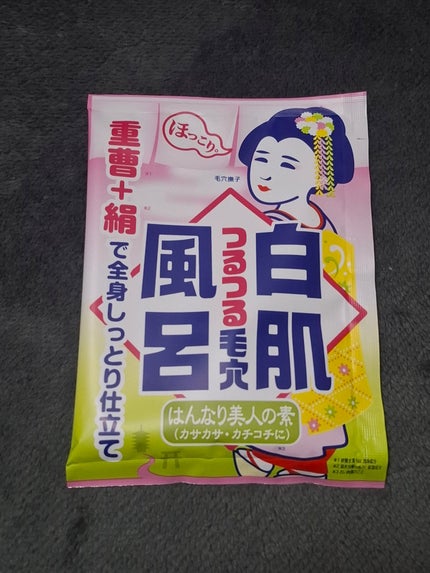 ほっこり。
毛穴撫子
重曹+絹で全身しっとり仕立て
白肌
つるつる毛穴
風呂
はんなり美人の素
(カサカサ・カチコチに)